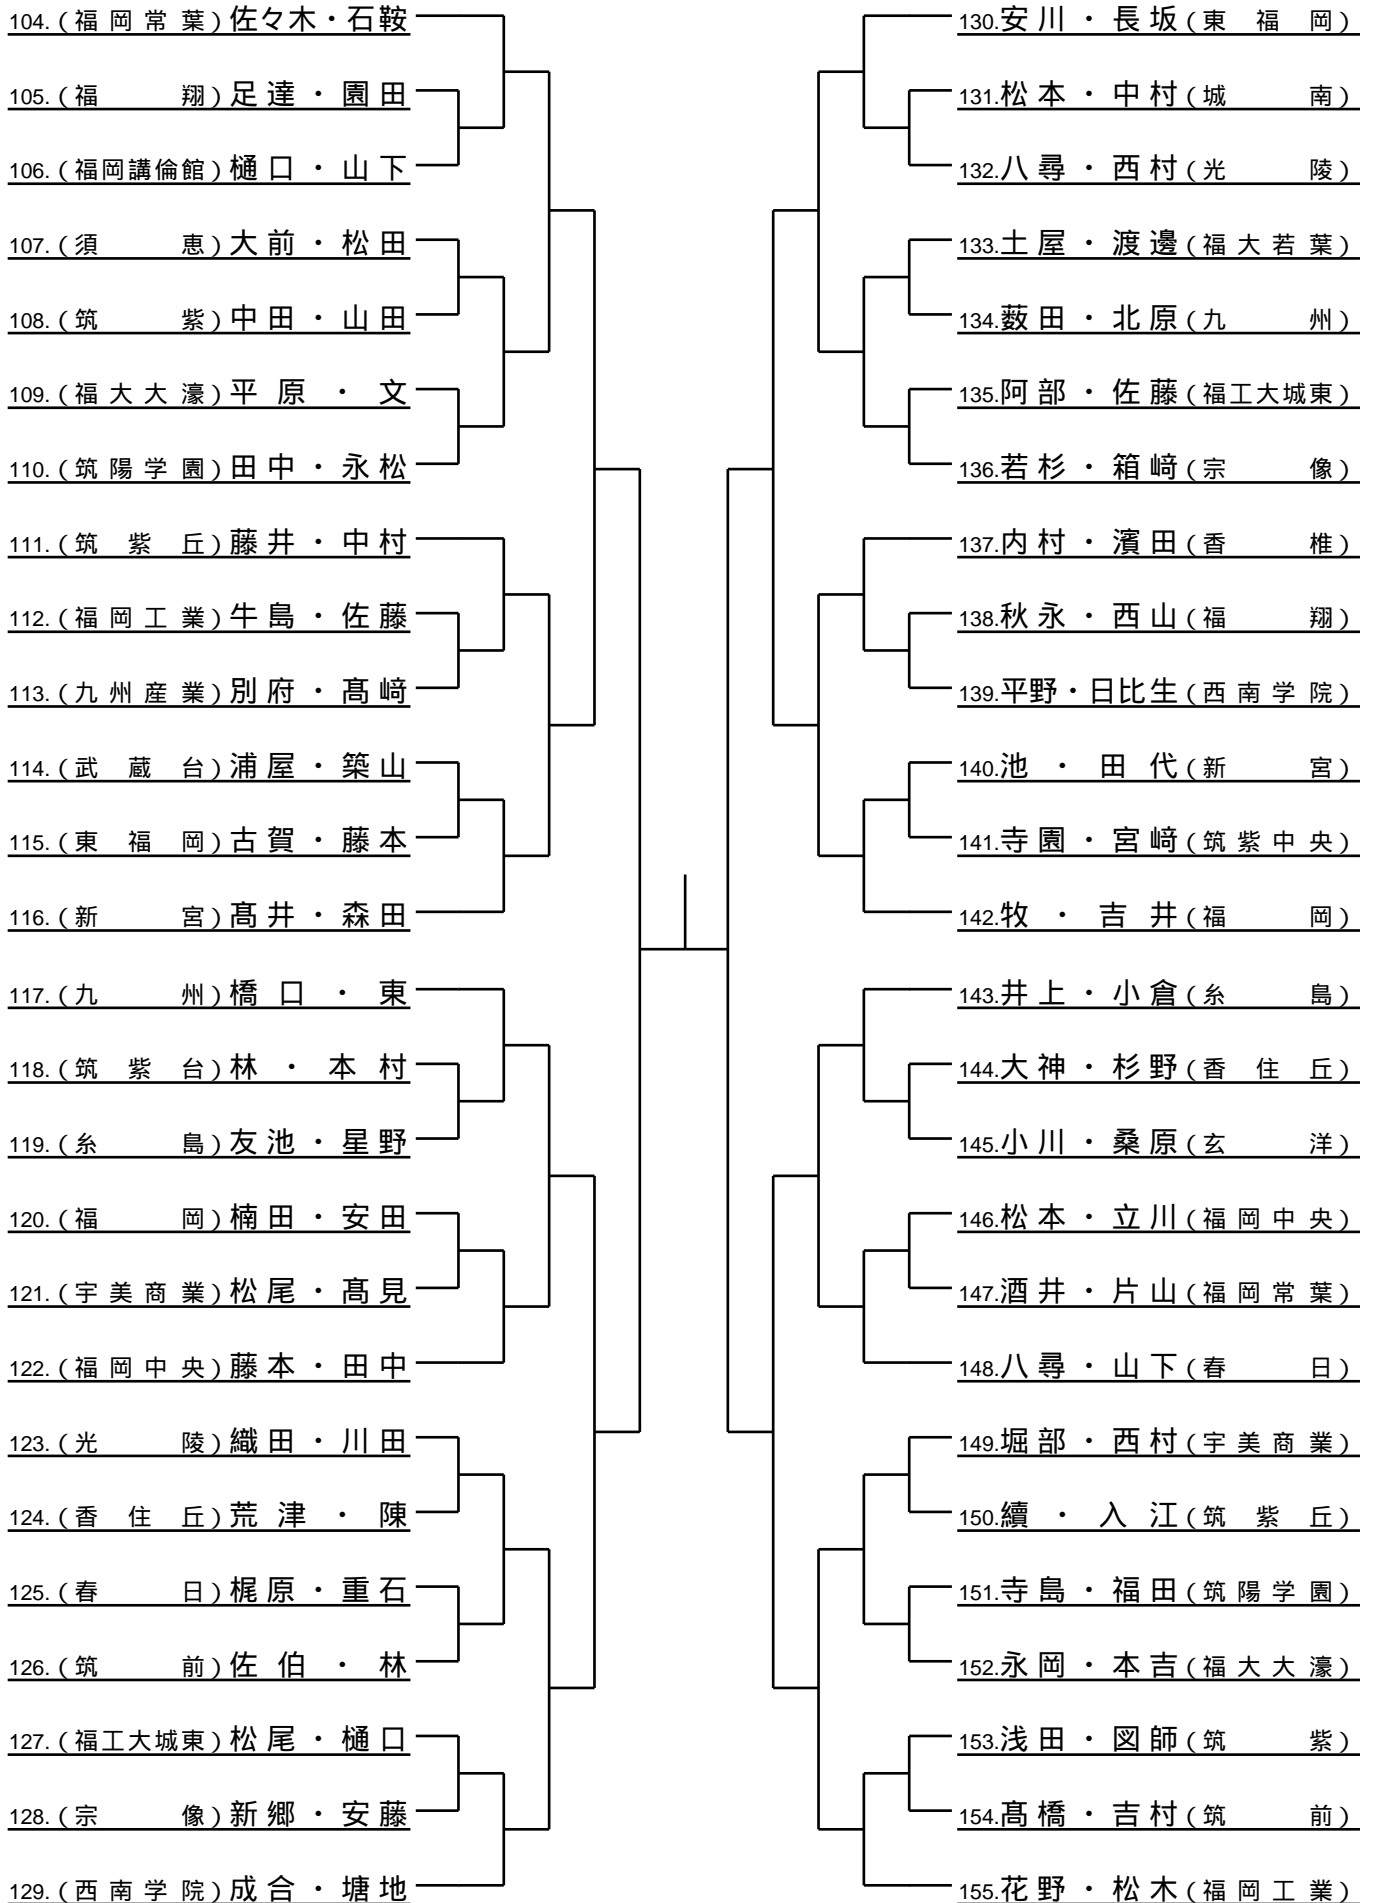 104.(福岡常葉)佐々木・石鞍
105.(福翔)足達・園田
106.(福岡講倫館)樋口・山下
107.(須恵)大前・松田
108.(筑紫)中田・山田
109.(福大大濠)平原・文
110.(筑陽学園)田中・永松
111.(筑紫丘)藤井・中村
112.(福岡工業)牛島・佐藤
113.(九州産業)別府・髙﨑
114.(武蔵台)浦屋・築山
115.(東福岡)古賀・藤本
116.(新宮)髙井・森田
117.(九州)橋口・東
118.(筑紫台)林・本村
119.(糸島)友池・星野
120.(福岡)楠田・安田
121.(宇美商業)松尾・髙見
122.(福岡中央)藤本・田中
123.(光陵)織田・川田
124.(香住丘)荒津・陳
125.(春日)梶原・重石
126.(筑前)佐伯・林
127.(福工大城東)松尾・樋口
128.(宗像)新郷・安藤
129.(西南学院)成合・塘地
130.安川・長坂(東福岡)
131.松本・中村(城南)
132.八尋・西村(光陵)
133.土屋・渡邊(福大若葉)
134.薮田・北原(九州)
135.阿部・佐藤(福工大城東)
136.若杉・箱﨑(宗像)
137.内村・濱田(香椎)
138.秋永・西山(福翔)
139.平野・日比生(西南学院)
140.池・田代(新宮)
141.寺園・宮﨑(筑紫中央)
142.牧・吉井(福岡)
143.井上・小倉(糸島)
144.大神・杉野(香住丘)
145.小川・桑原(玄洋)
146.松本・立川(福岡中央)
147.酒井・片山(福岡常葉)
148.八尋・山下(春日)
149.堀部・西村(宇美商業)
150.續・入江(筑紫丘)
151.寺島・福田(筑陽学園)
152.永岡・本吉(福大大濠)
153.浅田・図師(筑紫)
154.髙橋・吉村(筑前)
155.花野・松木(福岡工業)